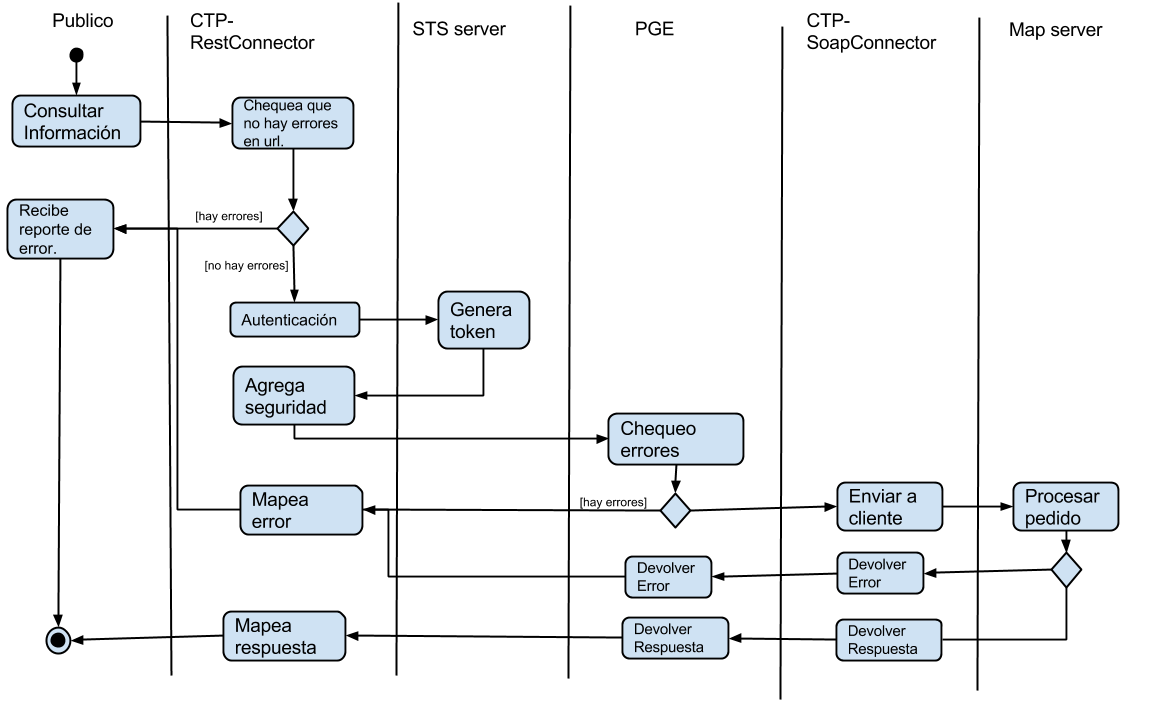 Publico
CTP-
RestConnector
STS server
PGE
CTP-
SoapConnector
Map server
Consultar
Información
Chequea que
no hay errores
en url.
Recibe
reporte de
error.
[hay errores]
[no hay errores]
Autenticación
Genera
token
Agrega
seguridad
Chequeo
errores
Mapea
error
[hay errores]
Enviar a
cliente
Procesar
pedido
Devolver
Error
Devolver
Error
Mapea
respuesta
Devolver
Respuesta
Devolver
Respuesta